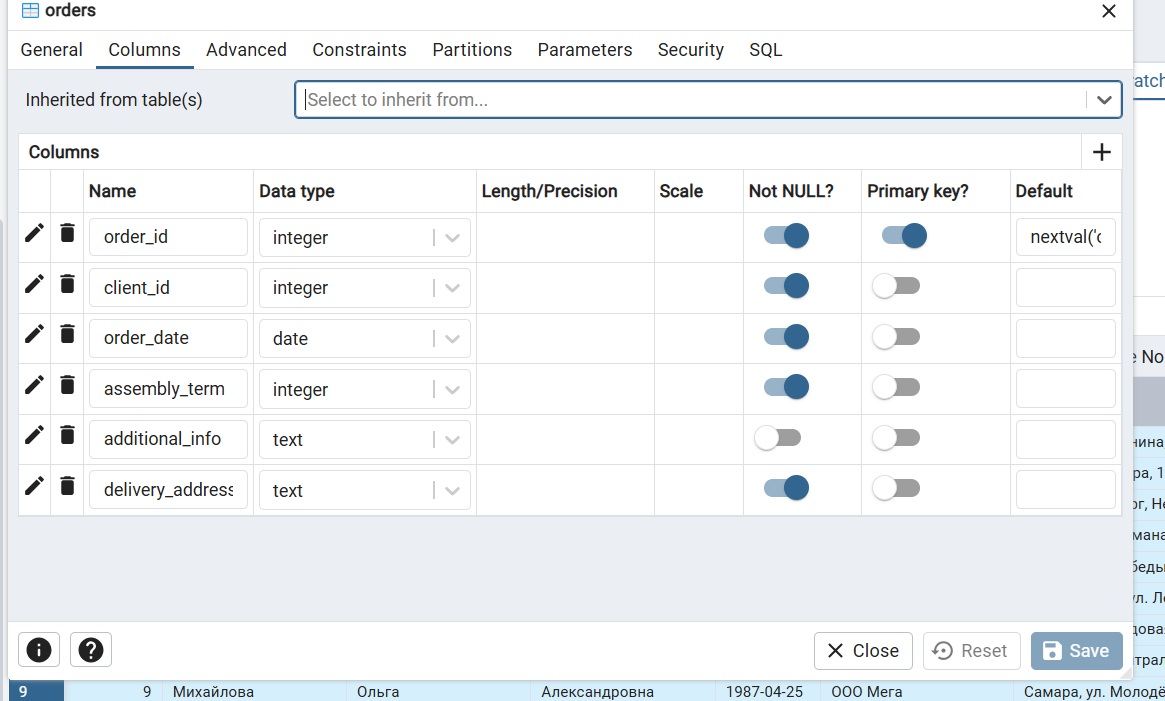 orders
General Columns Advanced Constraints Partitions Parameters Security SQL
Inherited from table(s) Select to inherit from...
Columns
Name Data type Length/Precision Scale Not NULL? Primary key? Default
order_id integer nextval('
client_id integer
order_date date
assembly_term integer
additional_info text
delivery_address text
Close Reset Save
9 9 Михайлова Ольга Александровна 1987-04-25 ООО Мега Самара, ул. Молодё